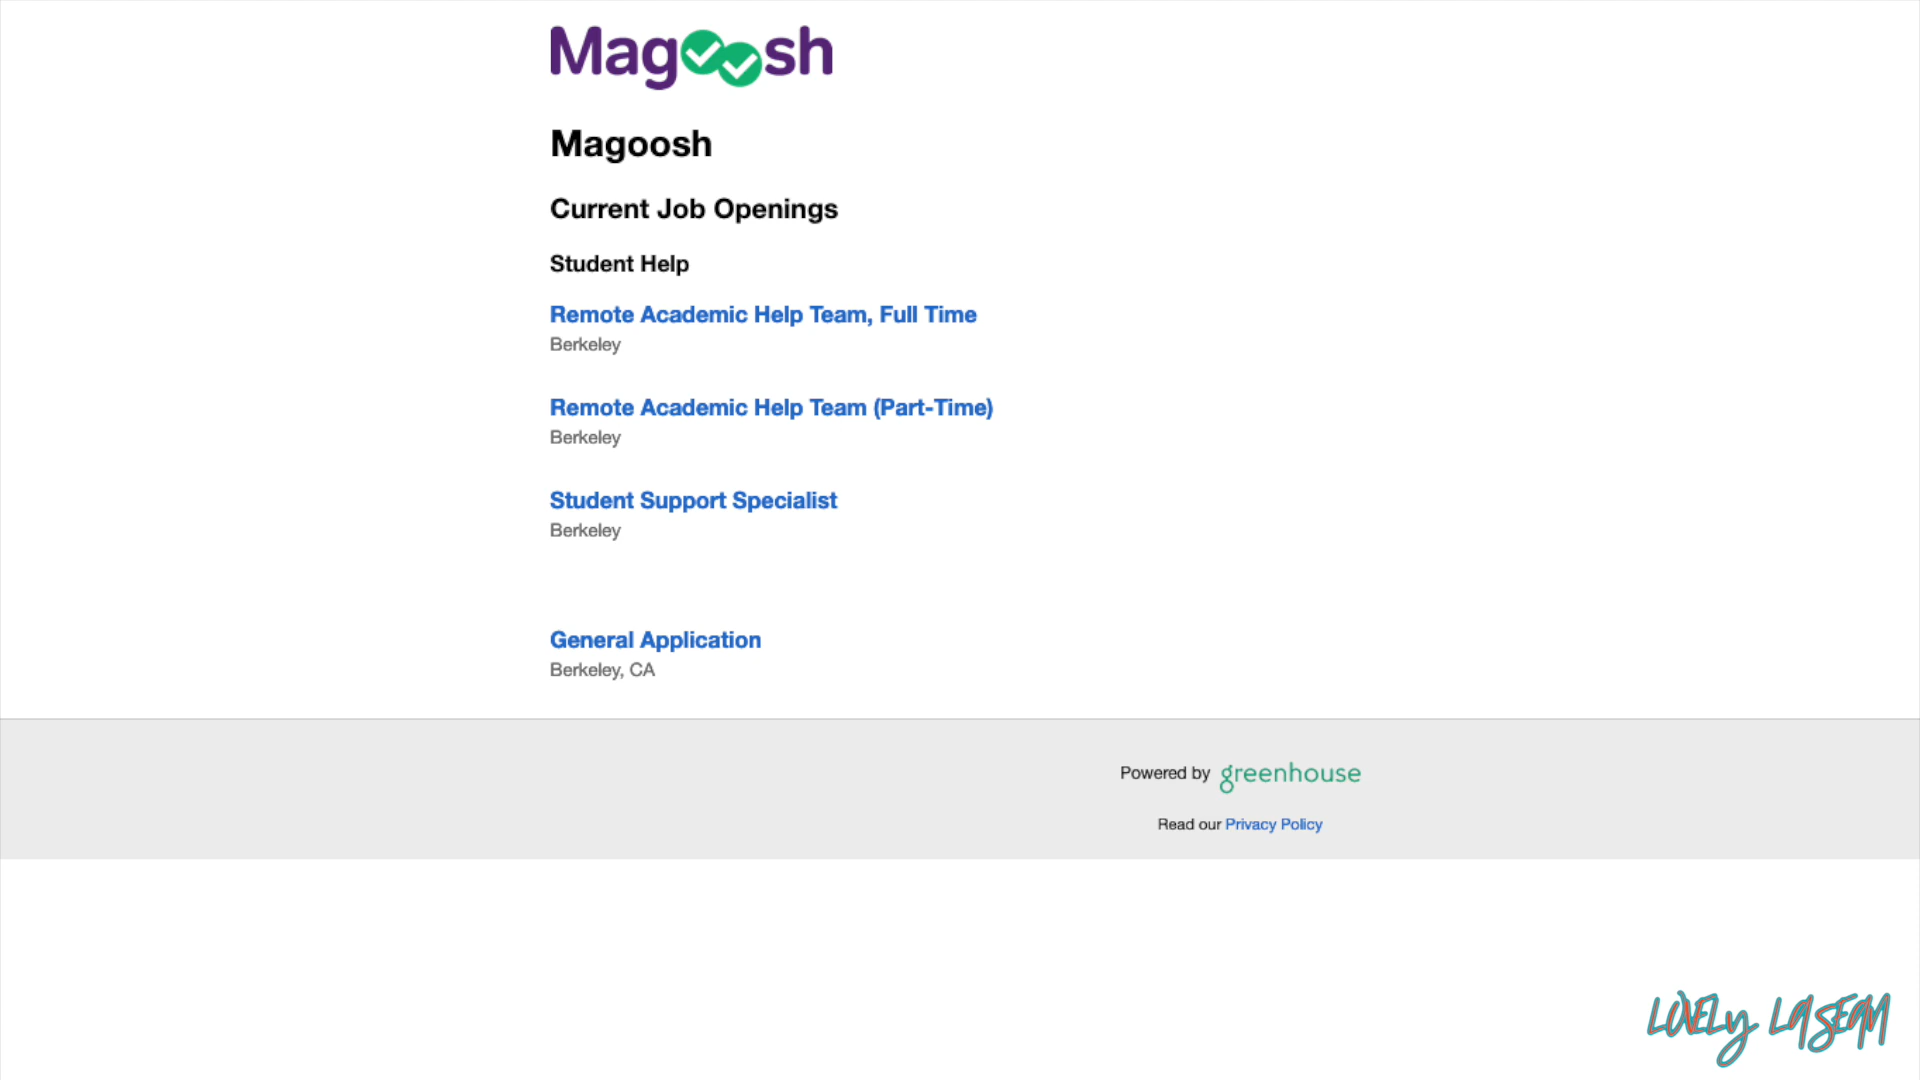 Magoosh
Magoosh
Current Job Openings
Student Help
Remote Academic Help Team, Full Time
Berkeley
Remote Academic Help Team (Part-Time)
Berkeley
Student Support Specialist
Berkeley
General Application
Berkeley, CA
Powered by greenhouse
Read our Privacy Policy
LOVELY LASEAN